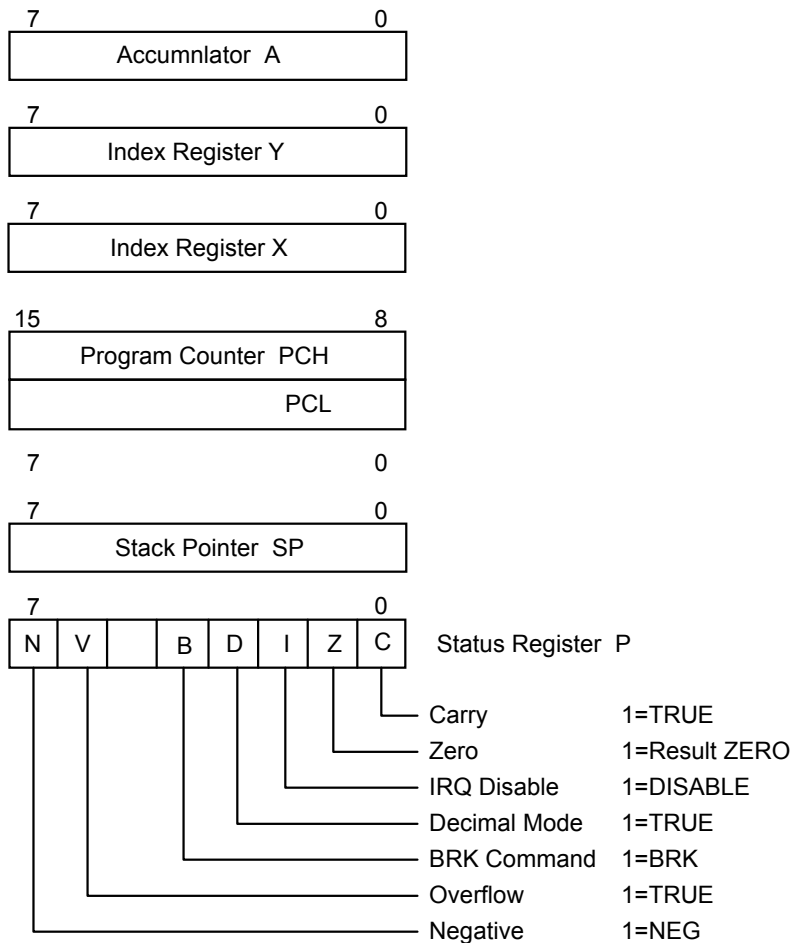 7 0
Accumnlator A
7 0
Index Register Y
7 0
Index Register X
15 8
Program Counter PCH
PCL
7 0
7 0
Stack Pointer SP
7 0
N V B D I Z C Status Register P
Carry 1=TRUE
Zero 1=Result ZERO
IRQ Disable 1=DISABLE
Decimal Mode 1=TRUE
BRK Command 1=BRK
Overflow 1=TRUE
Negative 1=NEG